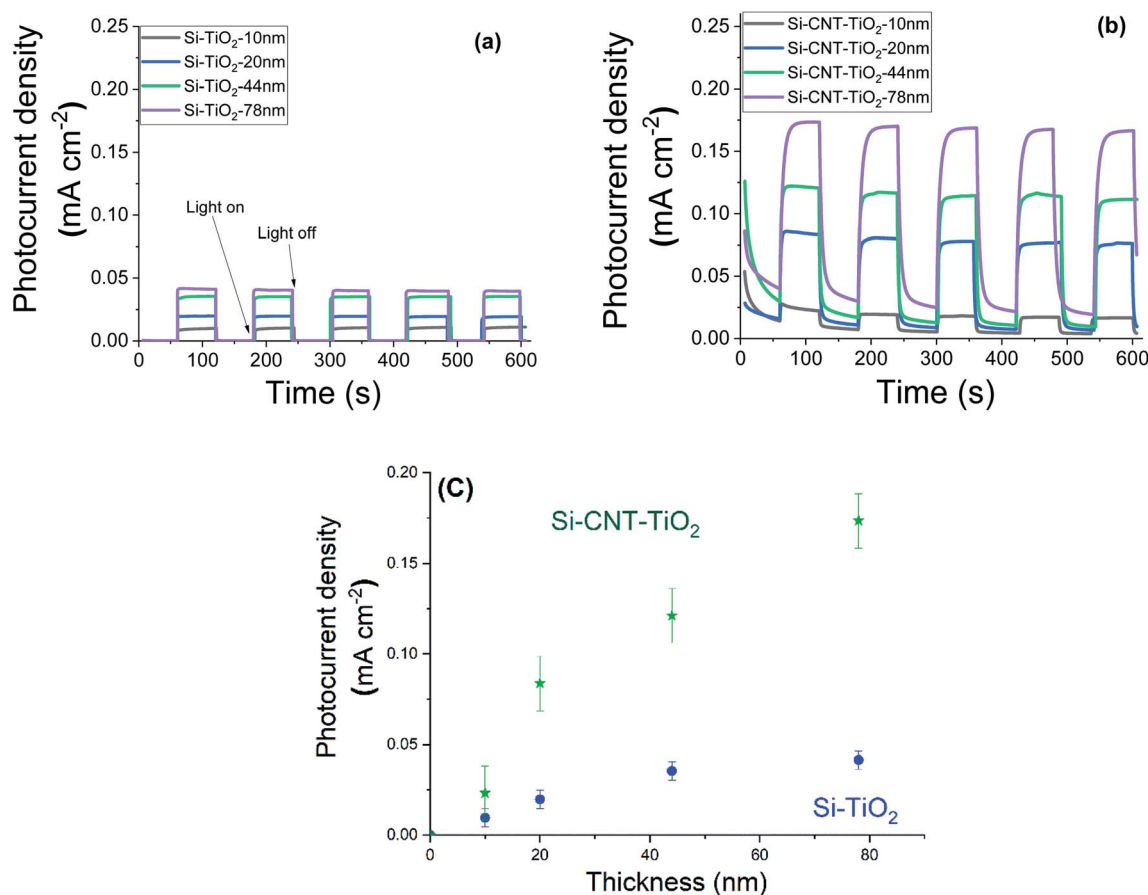 (a)
Si-TiO₂-10nm
Si-TiO₂-20nm
Si-TiO₂-44nm
Si-TiO₂-78nm
Light on
Light off
Photocurrent density
(mA cm⁻²)
0.25
0.20
0.15
0.10
0.05
0.00
0 100 200 300 400 500 600
Time (s)
(b)
Si-CNT-TiO₂-10nm
Si-CNT-TiO₂-20nm
Si-CNT-TiO₂-44nm
Si-CNT-TiO₂-78nm
Photocurrent density
(mA cm⁻²)
0.25
0.20
0.15
0.10
0.05
0.00
0 100 200 300 400 500 600
Time (s)
(C)
Si-CNT-TiO₂
Si-TiO₂
Photocurrent density
(mA cm⁻²)
0.20
0.15
0.10
0.05
0.00
0 20 40 60 80
Thickness (nm)